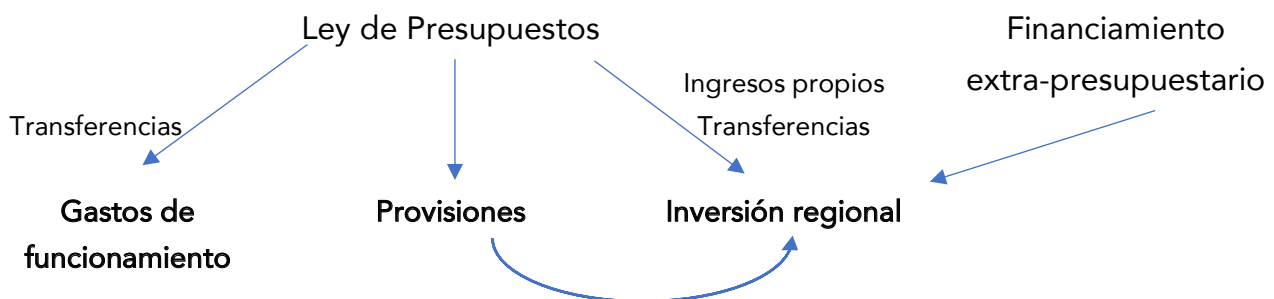 Ley de Presupuestos
Financiamiento
extra-presupuestario
Ingresos propios
Transferencias
Transferencias
Gastos de
funcionamiento
Provisiones
Inversión regional